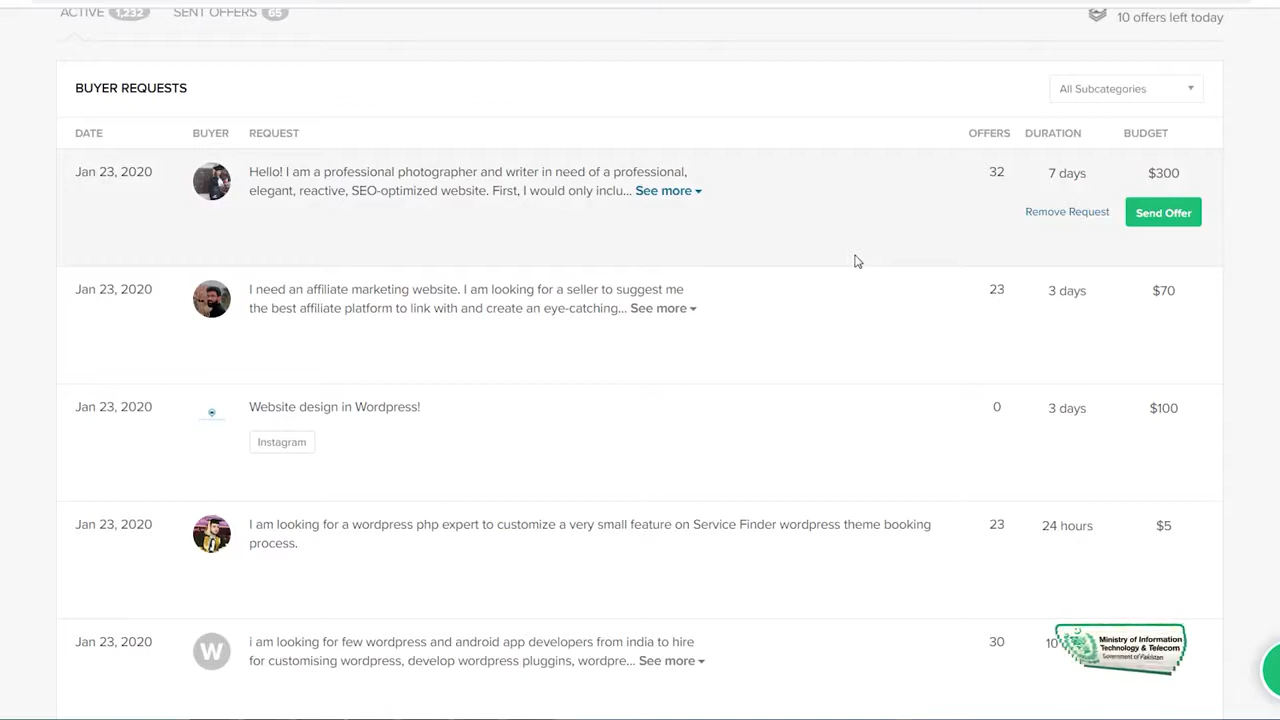 ACTIVE 1,232 SENT OFFERS 65 10 offers left today
BUYER REQUESTS All Subcategories
DATE BUYER REQUEST OFFERS DURATION BUDGET
Jan 23, 2020 Hello! I am a professional photographer and writer in need of a professional, 32 7 days $300
elegant, reactive, SEO-optimized website. First, I would only inclu... See more
Remove Request Send Offer
Jan 23, 2020 I need an affiliate marketing website. I am looking for a seller to suggest me 23 3 days $70
the best affiliate platform to link with and create an eye-catching... See more
Jan 23, 2020 Website design in Wordpress! 0 3 days $100
Instagram
Jan 23, 2020 I am looking for a wordpress php expert to customize a very small feature on Service Finder wordpress theme booking 23 24 hours $5
process.
Jan 23, 2020 W i am looking for few wordpress and android app developers from india to hire 30
for customising wordpress, develop wordpress pluggins, wordpre... See more
Ministry of Information
Technology & Telecom
Government of Pakistan